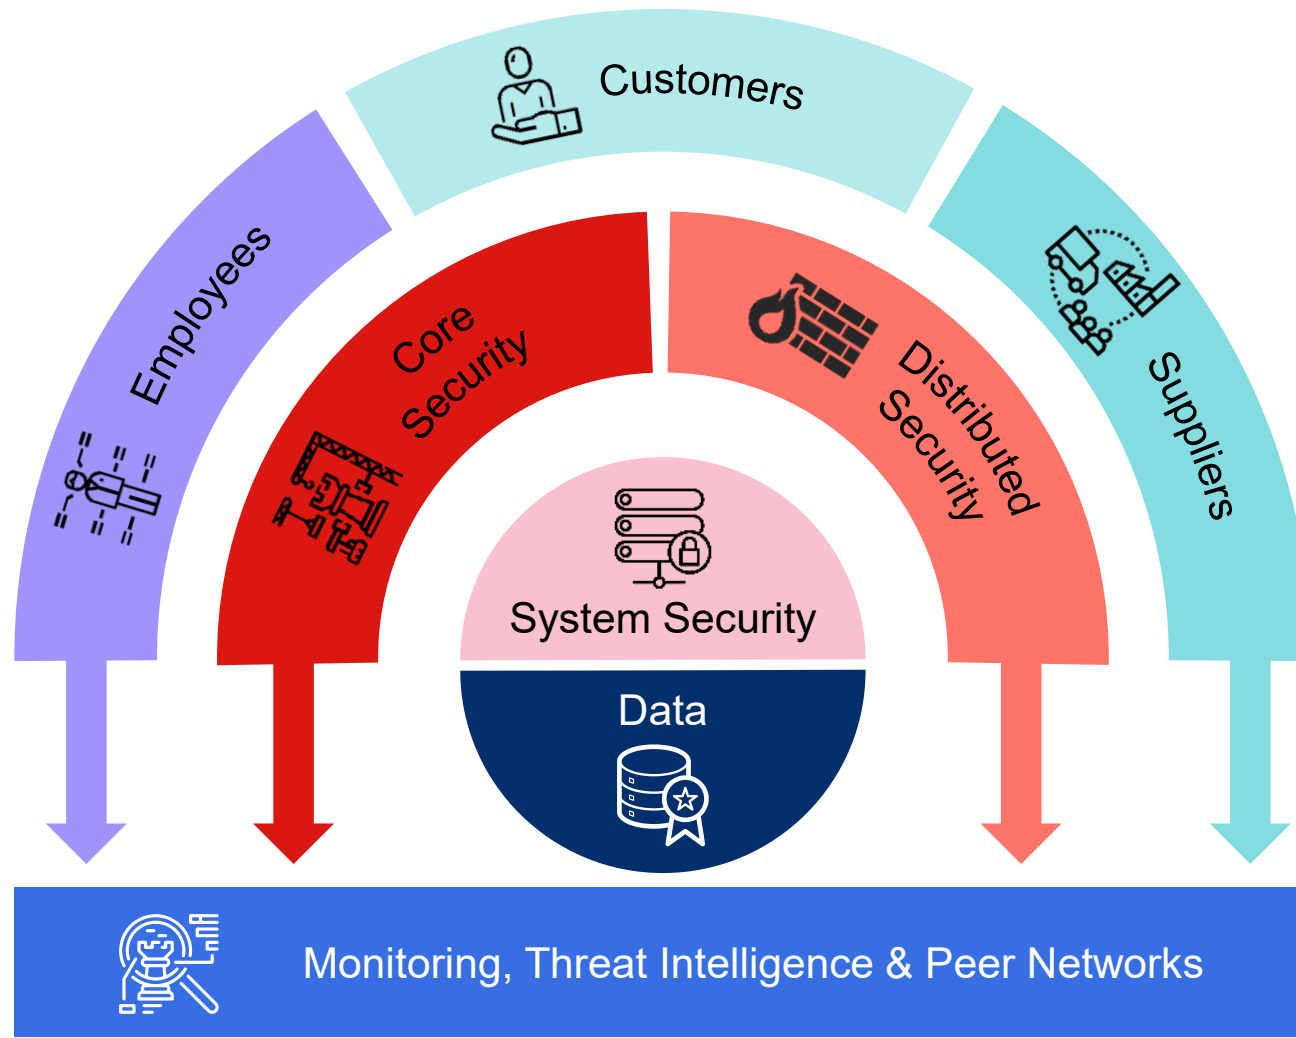 Customers
Employees
Suppliers
Core
Security
Distributed
Security
System Security
Data
Monitoring, Threat Intelligence & Peer Networks